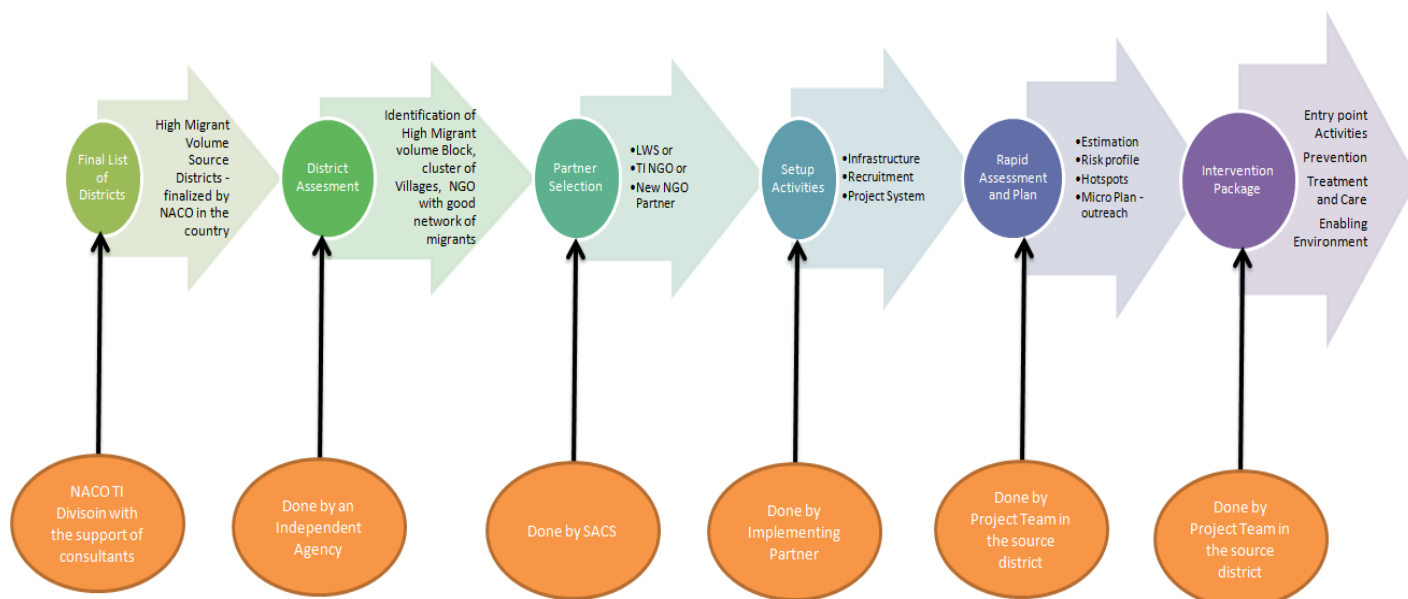 Final List
of
Districts
High Migrant
Volume
Source
Districts -
finalized by
NACO in the
country
District
Assesment
Identification of
High Migrant
volume Block,
cluster of
Villages, NGO
with good
network of
migrants
Partner
Selection
•LWS or
•TI NGO or
•New NGO
Partner
Setup
Activities
•Infrastructure
•Recruitment
•Project System
Rapid
Assessment
and Plan
•Estimation
•Risk profile
•Hotspots
•Micro Plan -
outreach
Intervention
Package
Entry point
Activities
Prevention
Treatment
and Care
Enabling
Environment
NACO TI
Divisoin with
the support of
consultants
Done by an
Independent
Agency
Done by SACS
Done by
Implementing
Partner
Done by
Project Team in
the source
district
Done by
Project Team in
the source
district